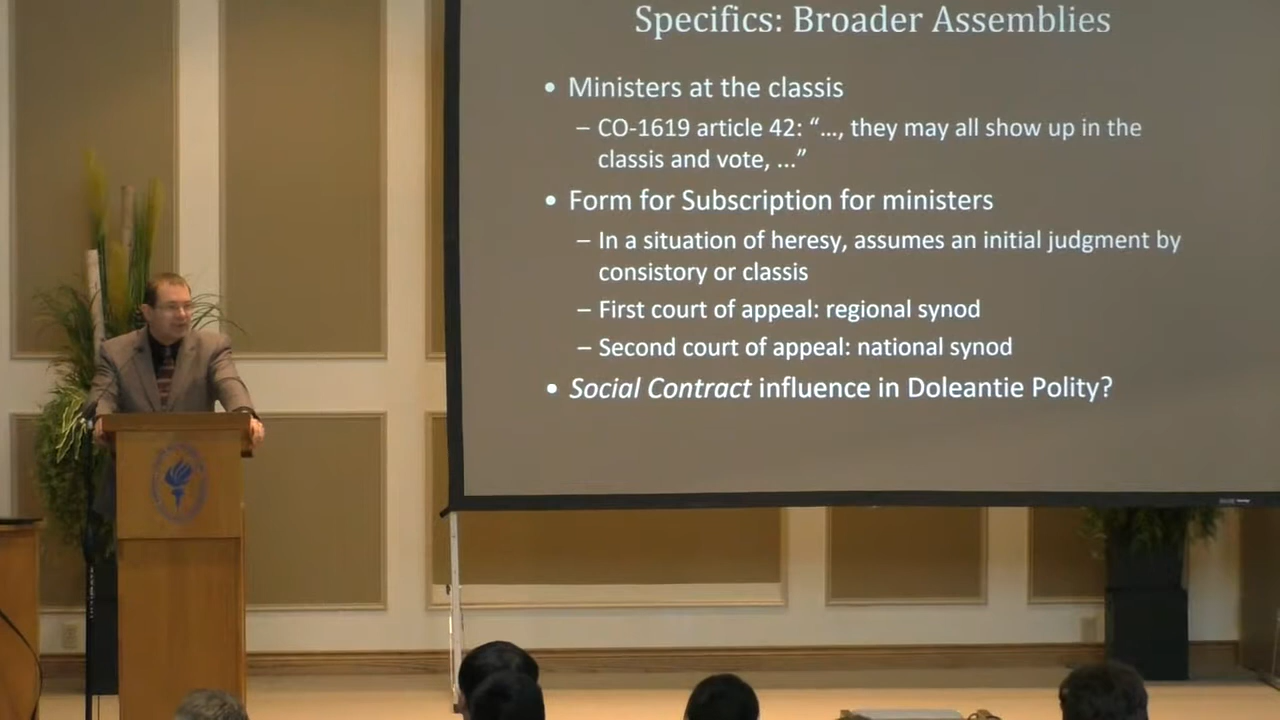 Specifics: Broader Assemblies
• Ministers at the classis
– CO-1619 article 42: “…, they may all show up in the
classis and vote, ...”
• Form for Subscription for ministers
– In a situation of heresy, assumes an initial judgment by
consistory or classis
– First court of appeal: regional synod
– Second court of appeal: national synod
• Social Contract influence in Doleantie Polity?